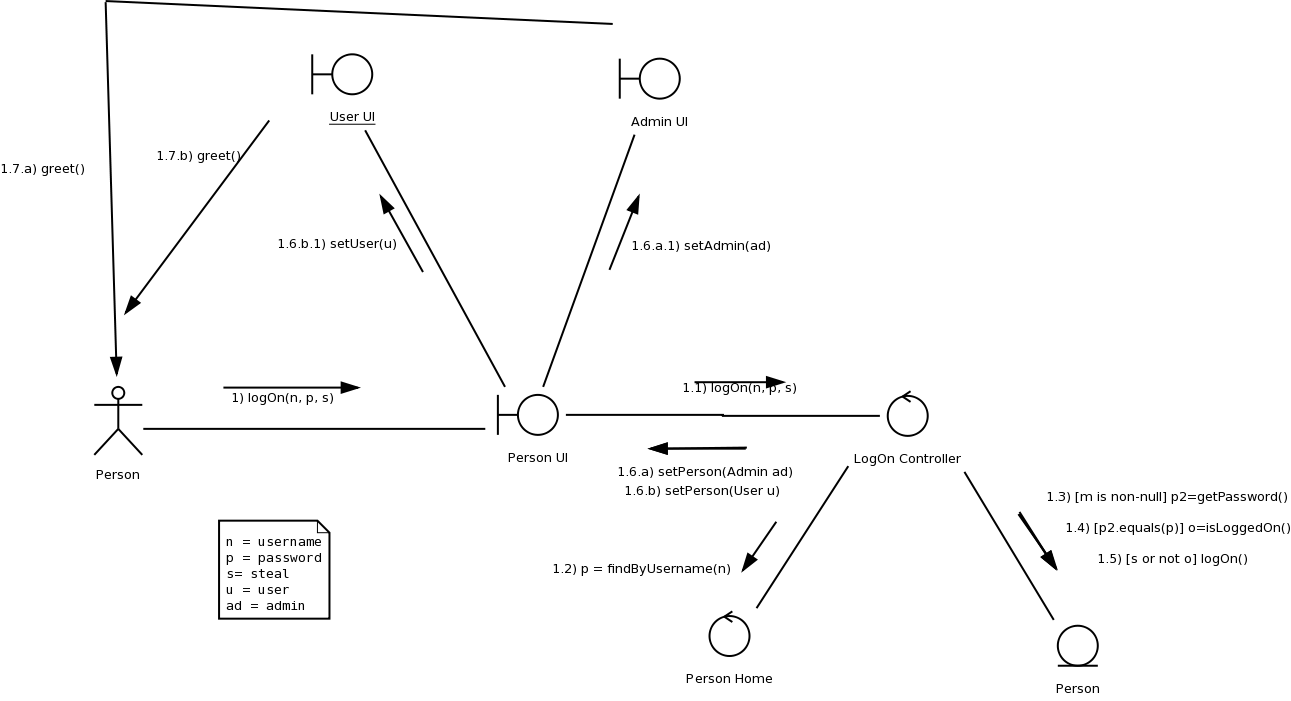 User UI
Admin UI
1.7.b) greet()
1.7.a) greet()
1.6.b.1) setUser(u)
1.6.a.1) setAdmin(ad)
1) logOn(n, p, s)
1.1) logOn(n, p, s)
Person
Person UI
LogOn Controller
1.6.a) setPerson(Admin ad)
1.6.b) setPerson(User u)
1.3) [m is non-null] p2=getPassword()
1.4) [p2.equals(p)] o=isLoggedOn()
1.5) [s or not o] logOn()
n = username
p = password
s= steal
u = user
ad = admin
1.2) p = findByUsername(n)
Person Home
Person